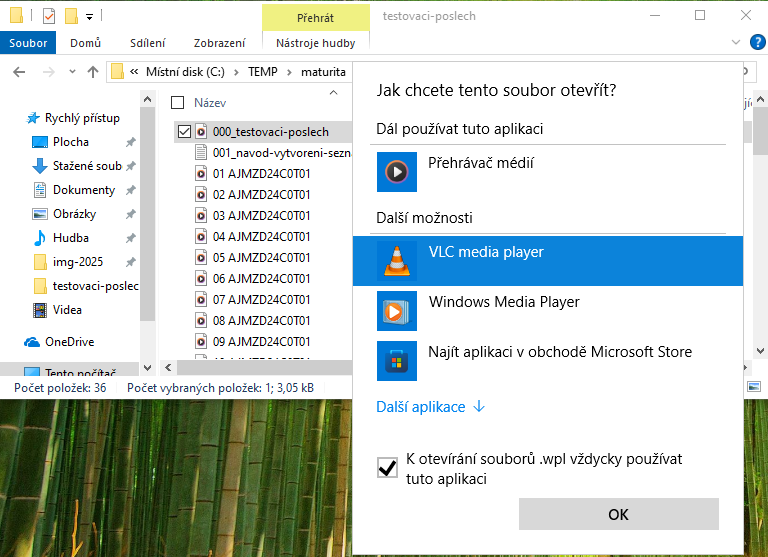 Přehrát
testovaci-poslech
Soubor
Domů
Sdílení
Zobrazení
Nástroje hudby
?
« Místní disk (C:) › TEMP › maturita
Rychlý přístup
Plocha
Stažené soub
Dokumenty
Obrázky
Hudba
img-2025
testovaci-poslec
Videa
OneDrive
Tento počítač
Název
000_testovaci-poslech
001_navod-vytvoreni-sezna
01 AJMZD24C0T01
02 AJMZD24C0T01
03 AJMZD24C0T01
04 AJMZD24C0T01
05 AJMZD24C0T01
06 AJMZD24C0T01
07 AJMZD24C0T01
08 AJMZD24C0T01
09 AJMZD24C0T01
Počet položek: 36
Počet vybraných položek: 1; 3,05 kB
Jak chcete tento soubor otevřít?
Dál používat tuto aplikaci
Přehrávač médií
Další možnosti
VLC media player
Windows Media Player
Najít aplikaci v obchodě Microsoft Store
Další aplikace ↓
K otevírání souborů .wpl vždycky používat
tuto aplikaci
OK